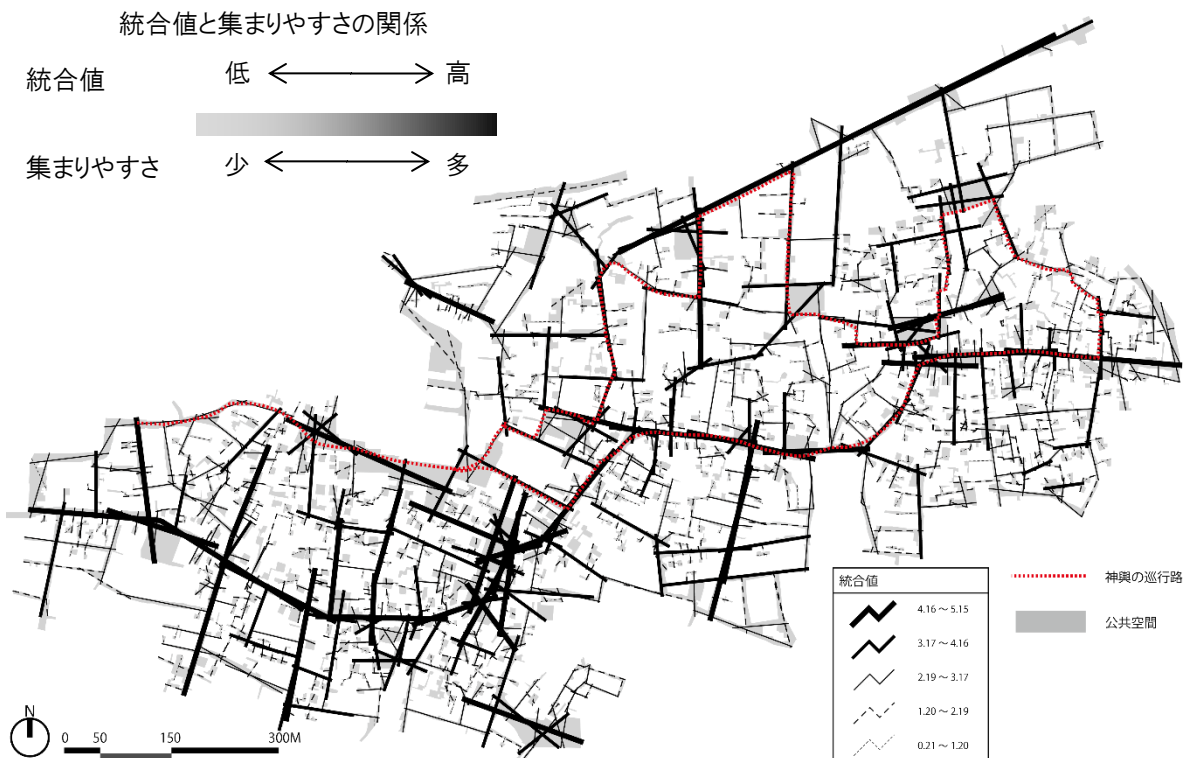 統合値と集まりやすさの関係
統合値 低 高
集まりやすさ 少 多
統合値
4.16～5.15
3.17～4.16
2.19～3.17
1.20～2.19
0.21～1.20
神輿の巡行路
公共空間
N
0 50 150 300M